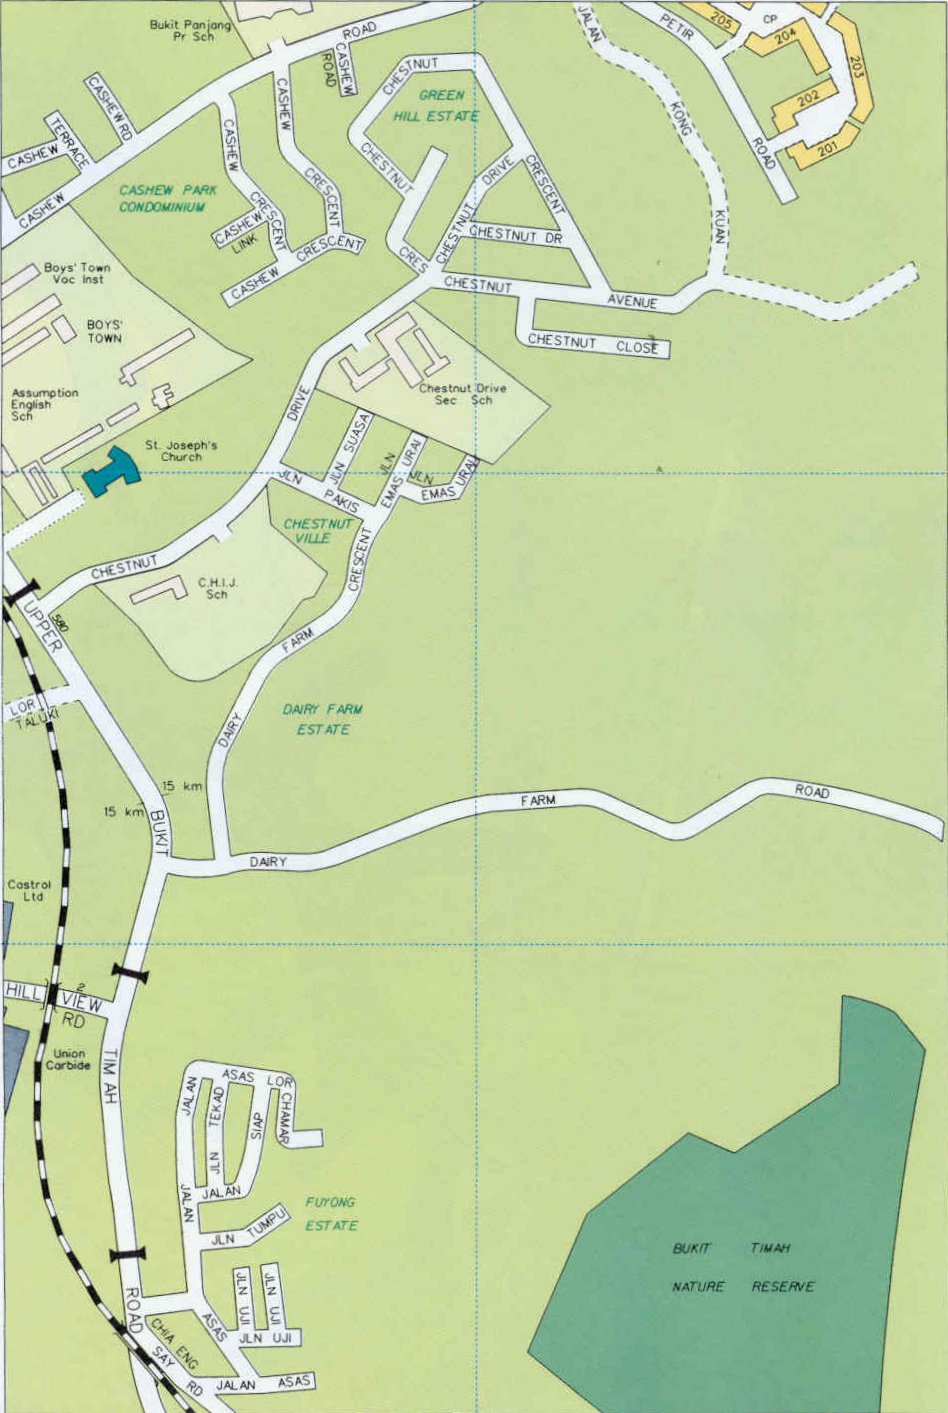 Bukit Panjang
Pr Sch
ROAD
CASHEW
ROAD
CASHEW RD
TERRACE
CASHEW
CASHEW
CASHEW
CRESCENT
CASHEW
CRESCENT
CASHEW
LINK
CASHEW
CRESCENT
CASHEW PARK
CONDOMINIUM
CHESTNUT
GREEN
HILL ESTATE
CHESTNUT
CRES
CHESTNUT
DRIVE
CRESCENT
CHESTNUT DR
CHESTNUT
AVENUE
CHESTNUT CLOSE
JALAN
KONG
KUAN
PETIR
ROAD
205
CP
204
203
202
201
Boys' Town
Voc Inst
BOYS'
TOWN
Assumption
English
Sch
St. Joseph's
Church
Chestnut Drive
Sec Sch
DRIVE
CHESTNUT
JLN SUASA
JLN
PAKIS
JLN
EMAS URAI
JLN
EMAS URAI
CHESTNUT
VILLE
CRESCENT
FARM
DAIRY
C.H.I.J.
Sch
UPPER
580
LOR
TALUKI
DAIRY FARM
ESTATE
15 km
15 km
BUKIT
DAIRY
FARM
ROAD
Castrol
Ltd
HILL
2
VIEW
RD
Union
Carbide
TIMAH
ROAD
JALAN
ASAS
LOR
CHAMAR
JLN
TEKAD
SIAP
JALAN
JALAN
JLN
TUMPU
FUYONG
ESTATE
JLN UJI
JLN UJI
JLN UJI
ASAS
CHIA ENG
SAY RD
JALAN
ASAS
BUKIT TIMAH
NATURE RESERVE